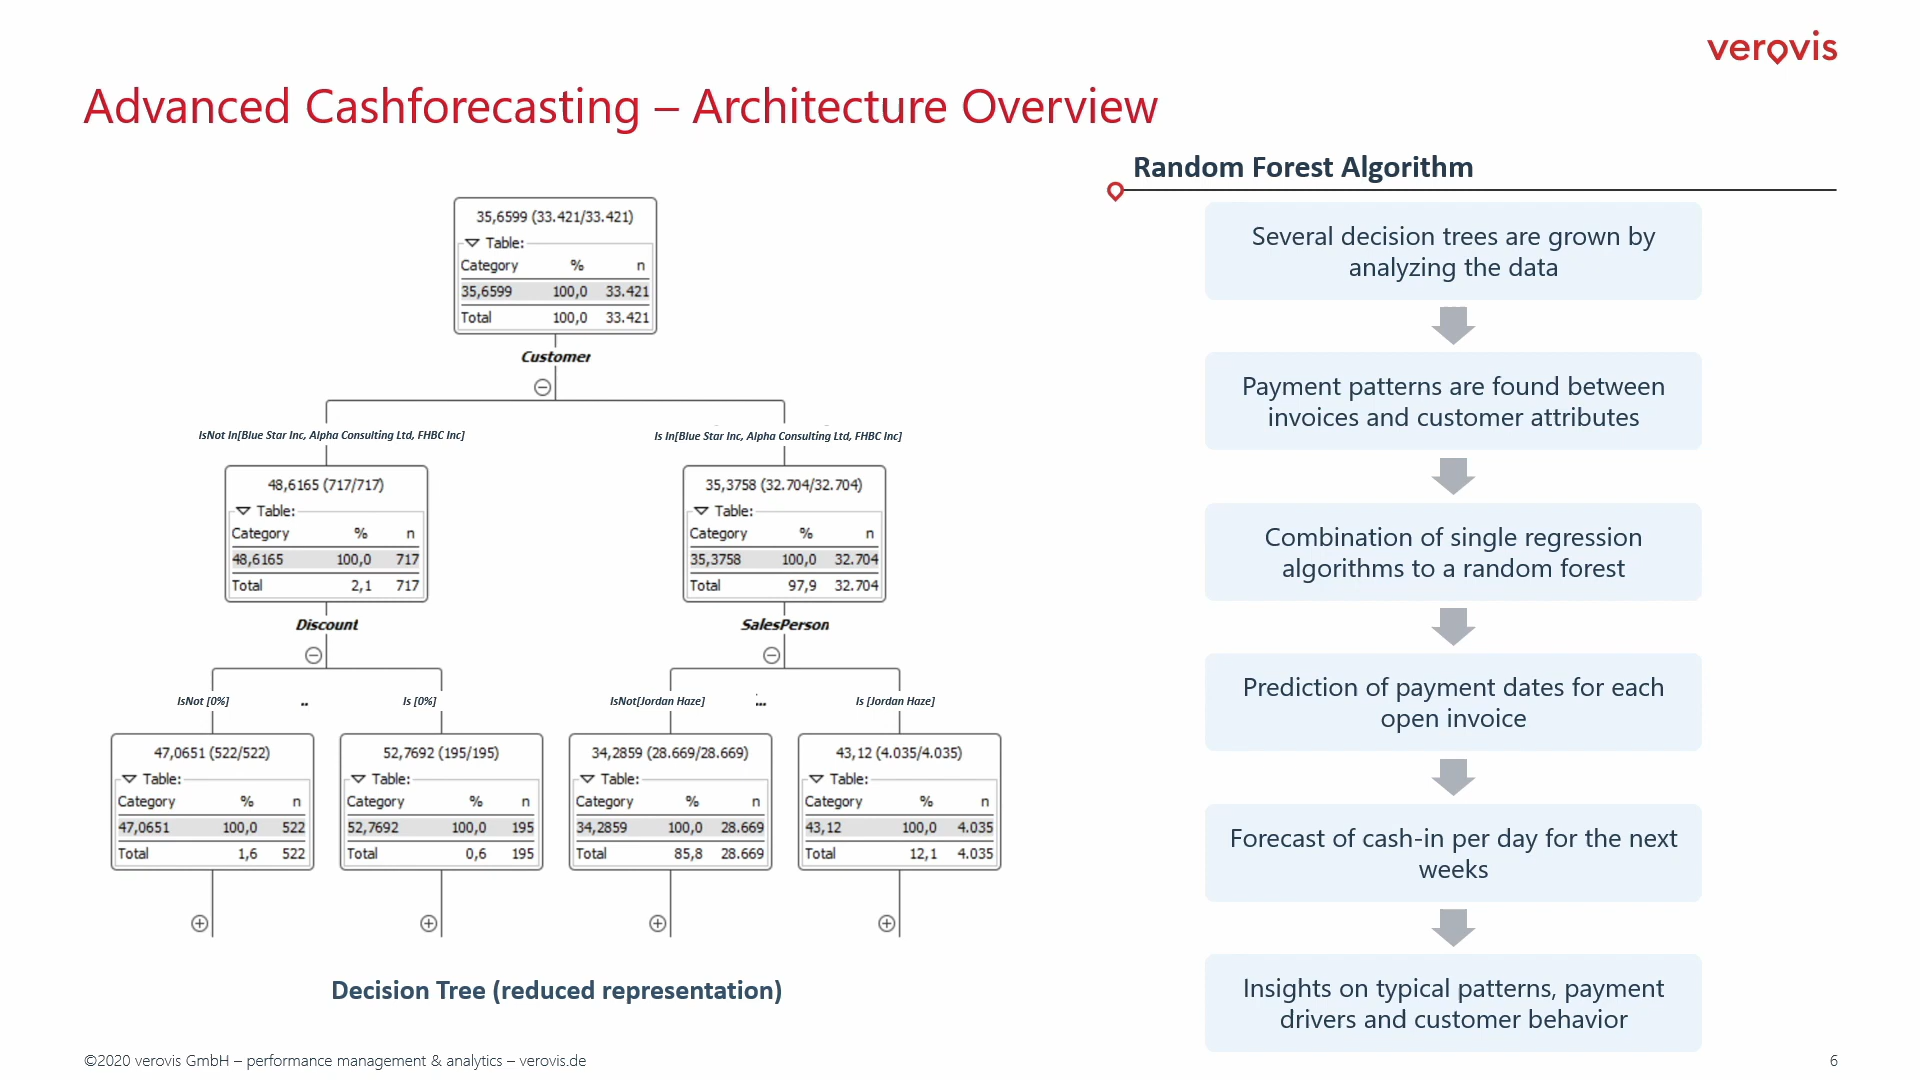 verovis
Advanced Cashforecasting – Architecture Overview
35,6599 (33.421/33.421)
Table:
Category % n
35,6599 100,0 33.421
Total 100,0 33.421
Customer
IsNot In[Blue Star Inc, Alpha Consulting Ltd, FHBC Inc]
Is In[Blue Star Inc, Alpha Consulting Ltd, FHBC Inc]
48,6165 (717/717)
Table:
Category % n
48,6165 100,0 717
Total 2,1 717
35,3758 (32.704/32.704)
Table:
Category % n
35,3758 100,0 32.704
Total 97,9 32.704
Discount
SalesPerson
IsNot [0%] .. Is [0%]
IsNot[Jordan Haze] ... Is [Jordan Haze]
47,0651 (522/522)
Table:
Category % n
47,0651 100,0 522
Total 1,6 522
52,7692 (195/195)
Table:
Category % n
52,7692 100,0 195
Total 0,6 195
34,2859 (28.669/28.669)
Table:
Category % n
34,2859 100,0 28.669
Total 85,8 28.669
43,12 (4.035/4.035)
Table:
Category % n
43,12 100,0 4.035
Total 12,1 4.035
Decision Tree (reduced representation)
Random Forest Algorithm
Several decision trees are grown by
analyzing the data
Payment patterns are found between
invoices and customer attributes
Combination of single regression
algorithms to a random forest
Prediction of payment dates for each
open invoice
Forecast of cash-in per day for the next
weeks
Insights on typical patterns, payment
drivers and customer behavior
©2020 verovis GmbH – performance management & analytics – verovis.de
6